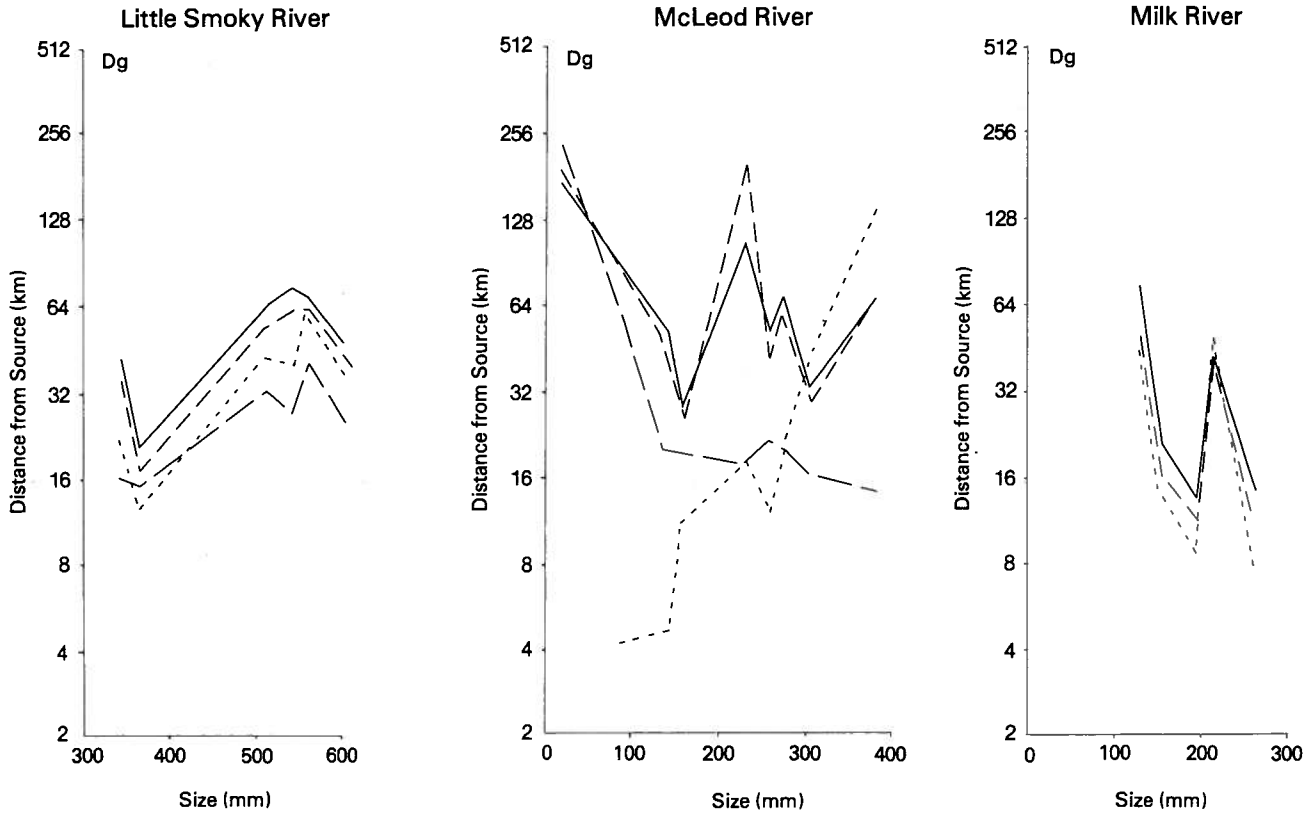 Little Smoky River
Dg
512
256
128
64
32
16
8
4
2
300 400 500 600
Distance from Source (km)
Size (mm)
McLeod River
Dg
512
256
128
64
32
16
8
4
2
0 100 200 300 400
Distance from Source (km)
Size (mm)
Milk River
Dg
512
256
128
64
32
16
8
4
2
0 100 200 300
Distance from Source (km)
Size (mm)